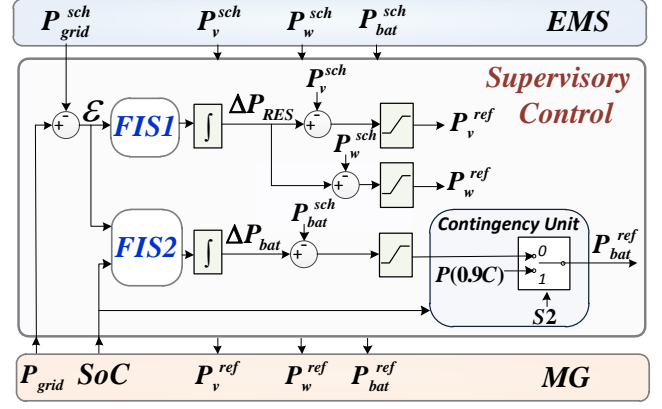 P_grid^sch P_v^sch P_w^sch P_bat^sch EMS
Supervisory Control
P_v^sch
ε FIS1 ∫ ΔP_RES P_v^ref
+ - + -
P_w^sch
+ - P_w^ref
P_bat^sch Contingency Unit
FIS2 ∫ ΔP_bat + - 0 P_bat^ref
P(0.9C) 1
S2
P_grid SoC P_v^ref P_w^ref P_bat^ref MG